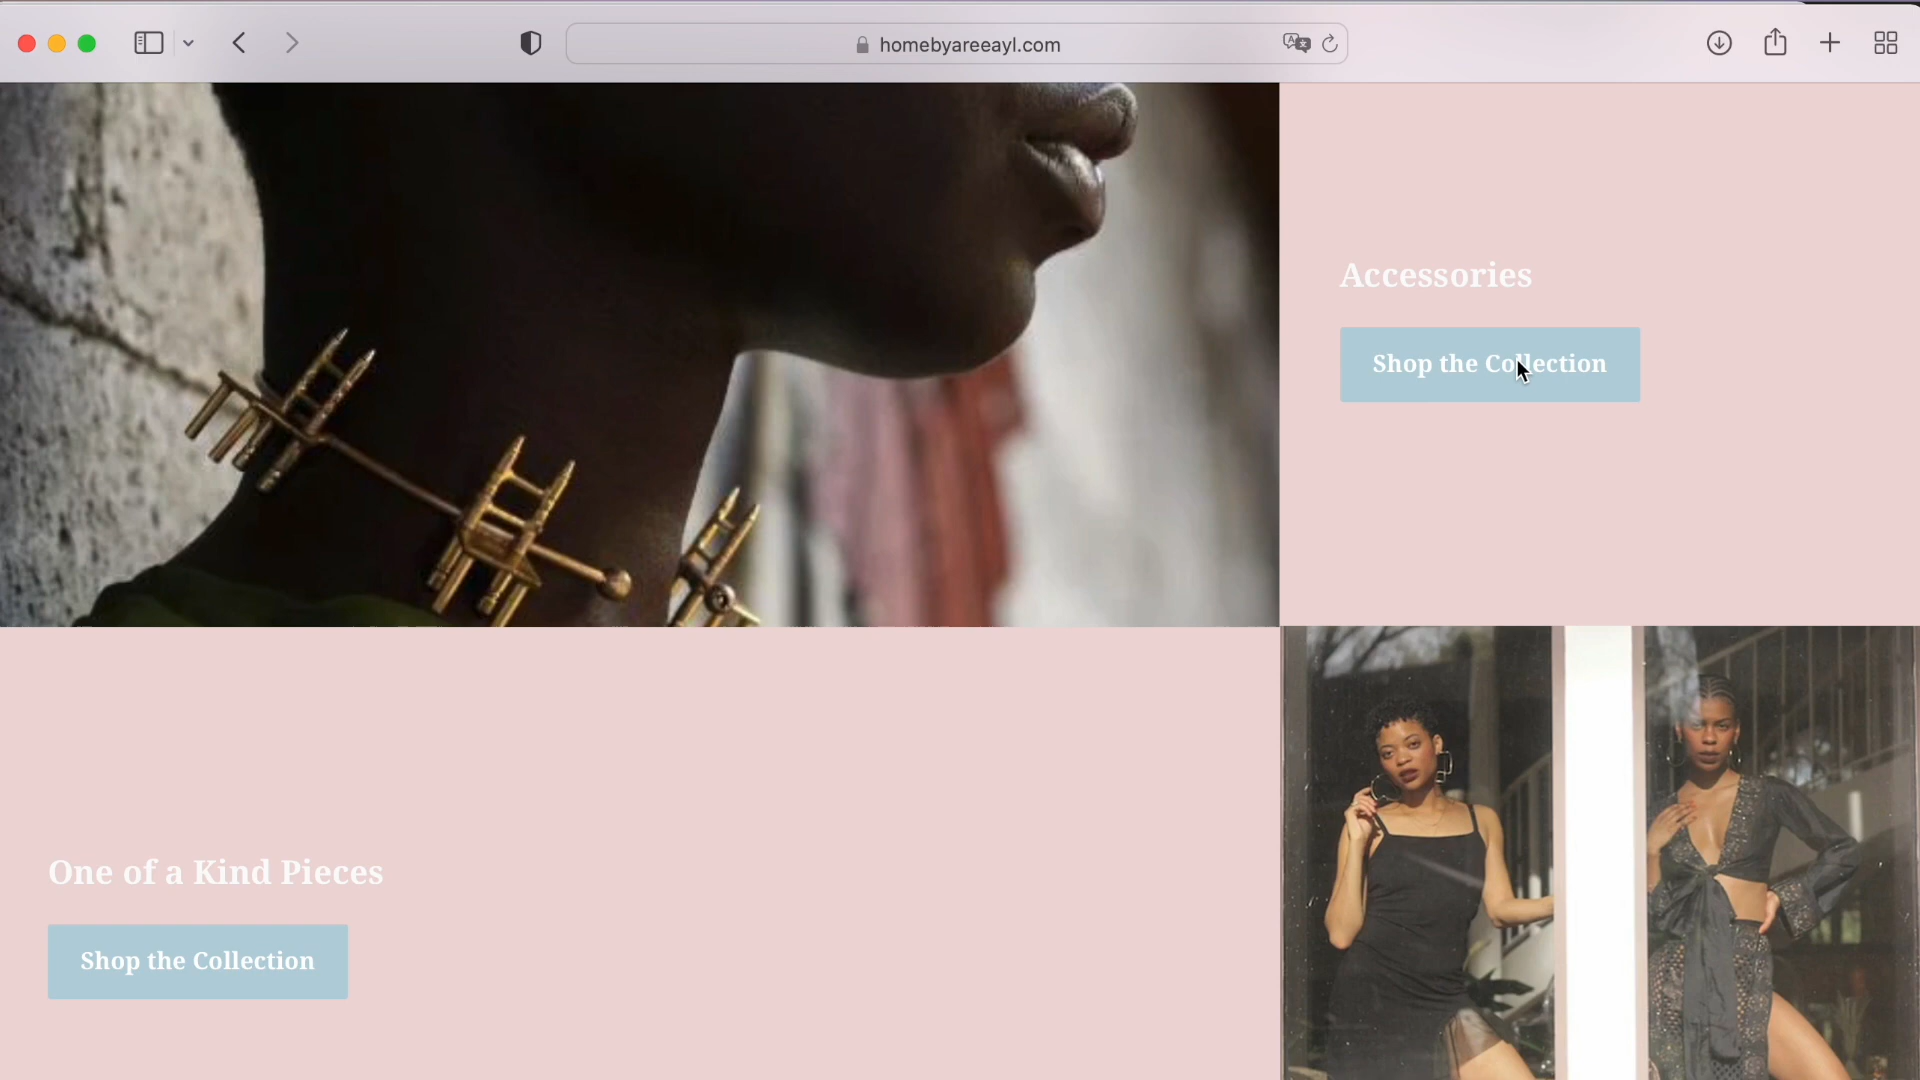 homebyareeayl.com
Accessories
Shop the Collection
One of a Kind Pieces
Shop the Collection